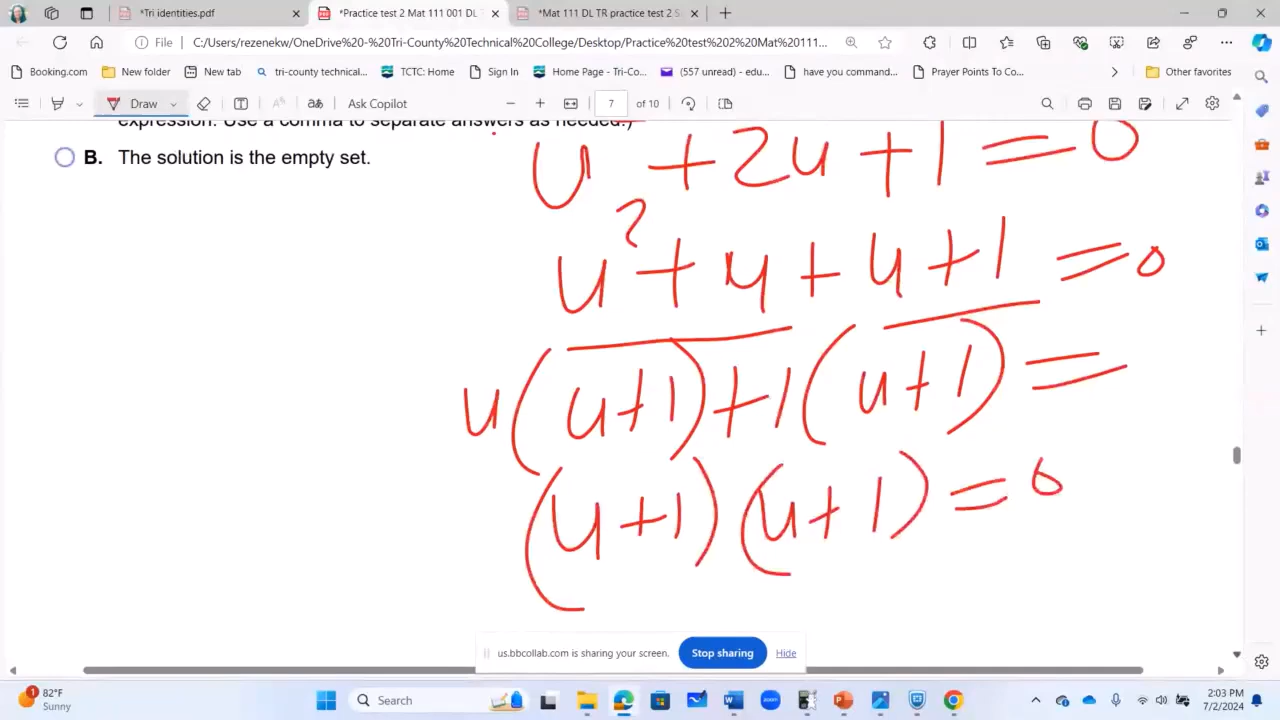 *Tri identities.pdf
*Practice test 2 Mat 111 001 DL
*Mat 111 DL TR practice test 2 S
File C:/Users/rezenekw/OneDrive%20-%20Tri-County%20Technical%20College/Desktop/Practice%20test%202%20Mat%20111...
Booking.com New folder New tab tri-county technical... TCTC: Home Sign In Home Page - Tri-Co... (557 unread) - edu... have you command... Prayer Points To Co... Other favorites
Draw Ask Copilot 7 of 10
expression. Use a comma to separate answers as needed.)
B. The solution is the empty set.
u + 2u + 1 = 0
u² + u + u + 1 = 0
u(u+1) + 1(u+1) =
(u+1)(u+1) = 0
us.bbcollab.com is sharing your screen. Stop sharing Hide
1 82°F
Sunny
Search
2:03 PM
7/2/2024